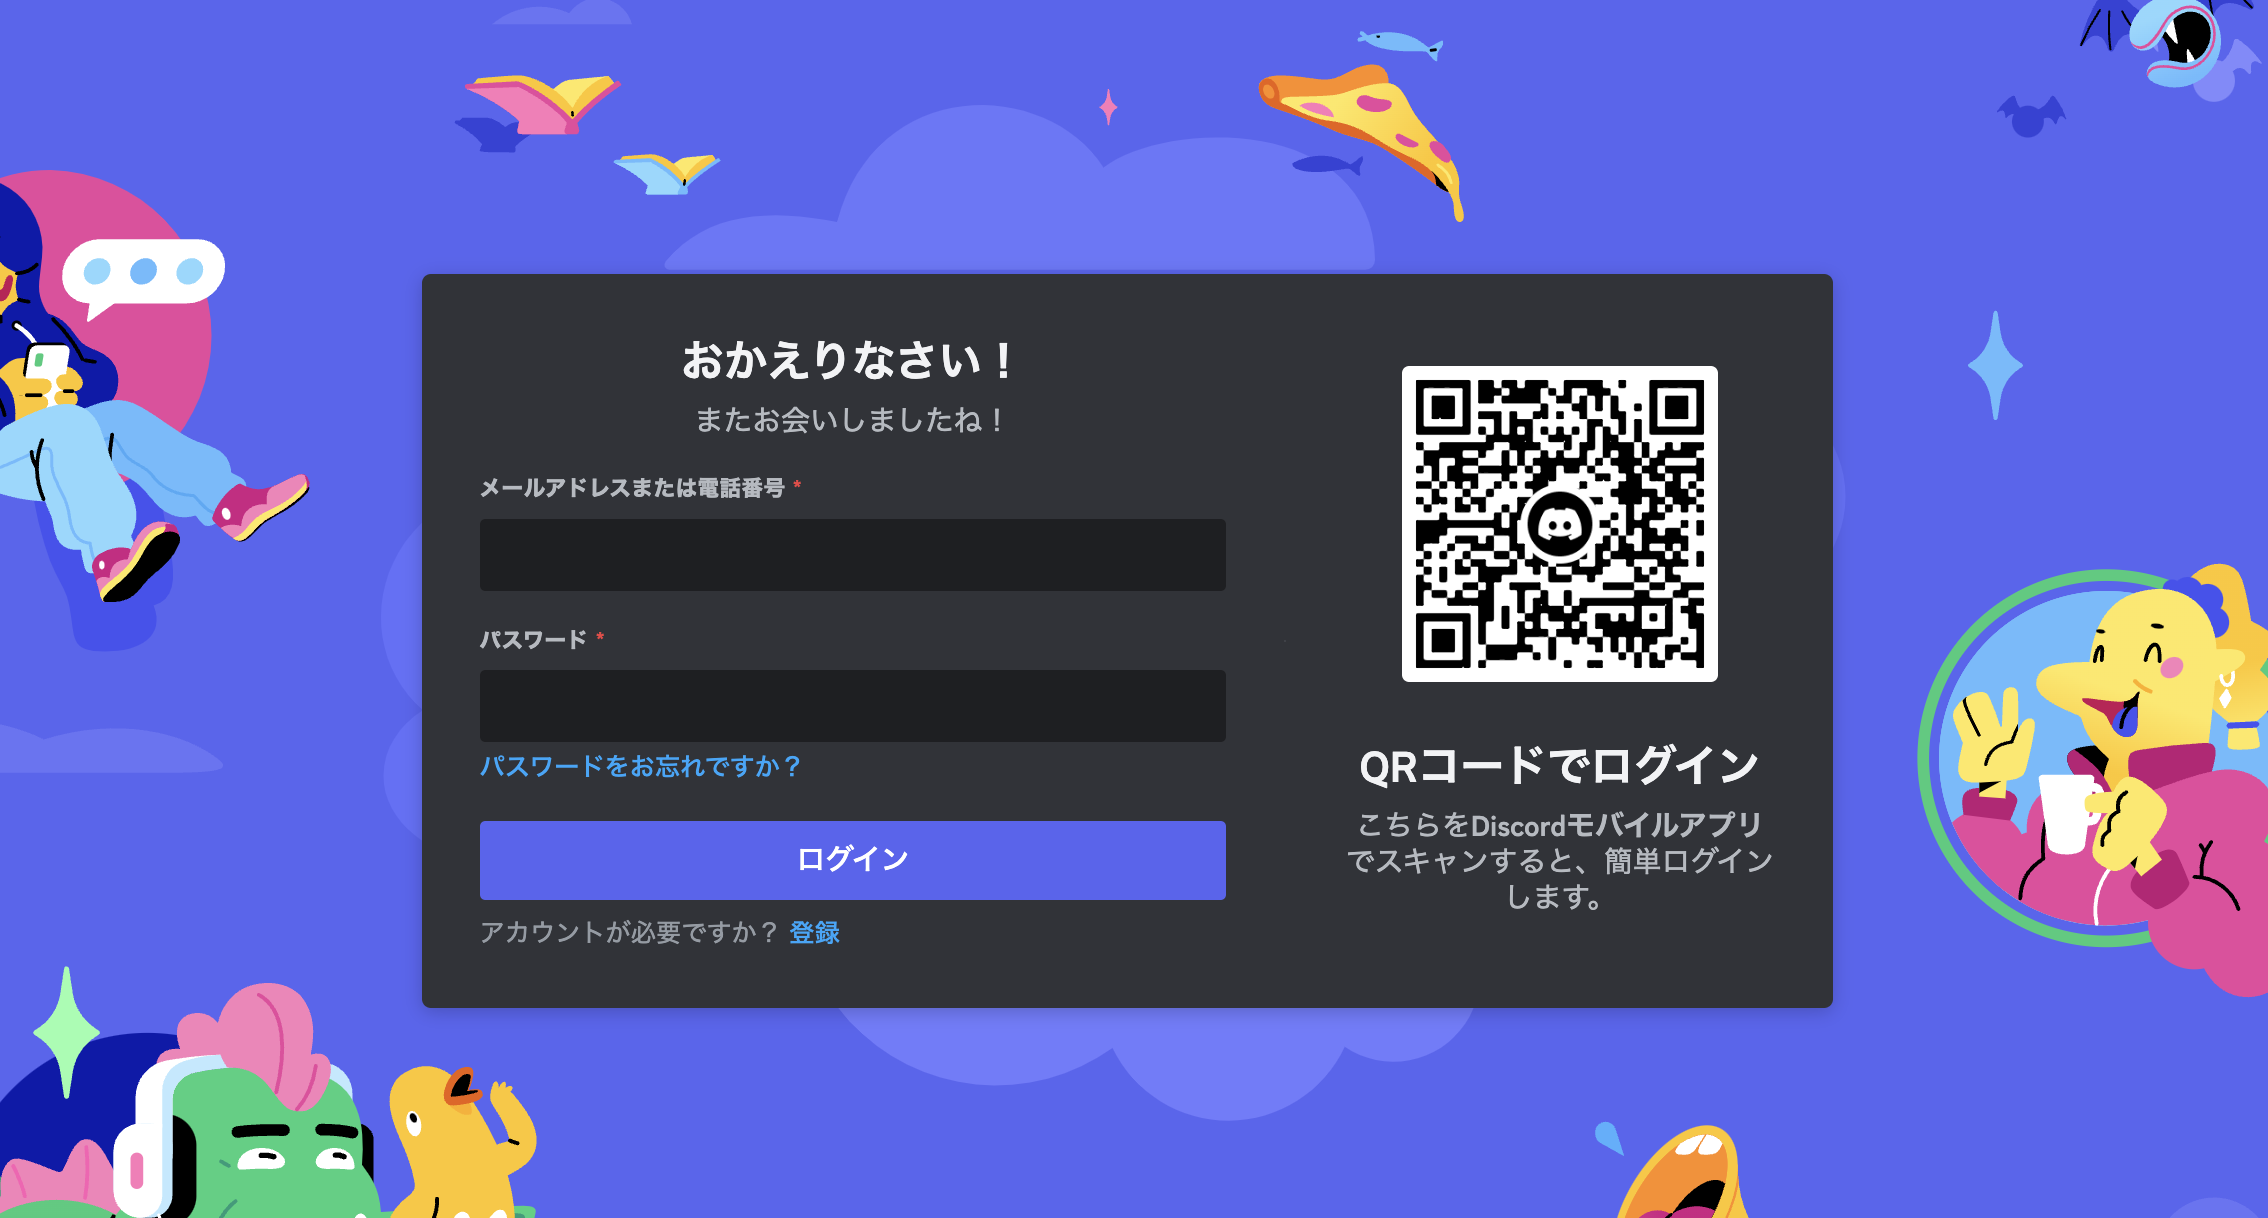 おかえりなさい！
またお会いしましたね！
メールアドレスまたは電話番号 *
パスワード *
パスワードをお忘れですか？
ログイン
アカウントが必要ですか？ 登録
QRコードでログイン
こちらをDiscordモバイルアプリ
でスキャンすると、簡単ログイン
します。